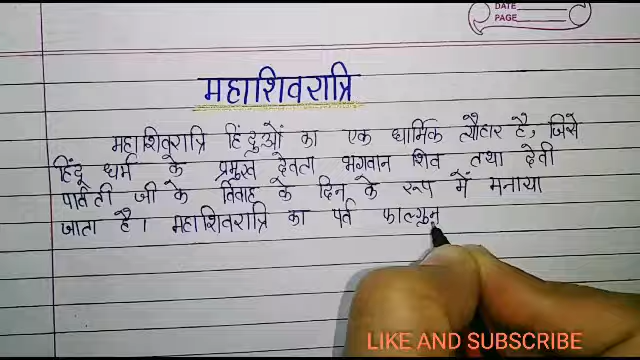 DATE
PAGE
महाशिवरात्रि
महाशिवरात्रि हिंदुओं का एक धार्मिक त्यौहार है, जिसे
हिंदू धर्म के प्रमुख देवता भगवान शिव तथा देवी
पार्वती जी के विवाह के दिन के रूप में मनाया
जाता है। महाशिवरात्रि का पर्व फाल्गुन
LIKE AND SUBSCRIBE